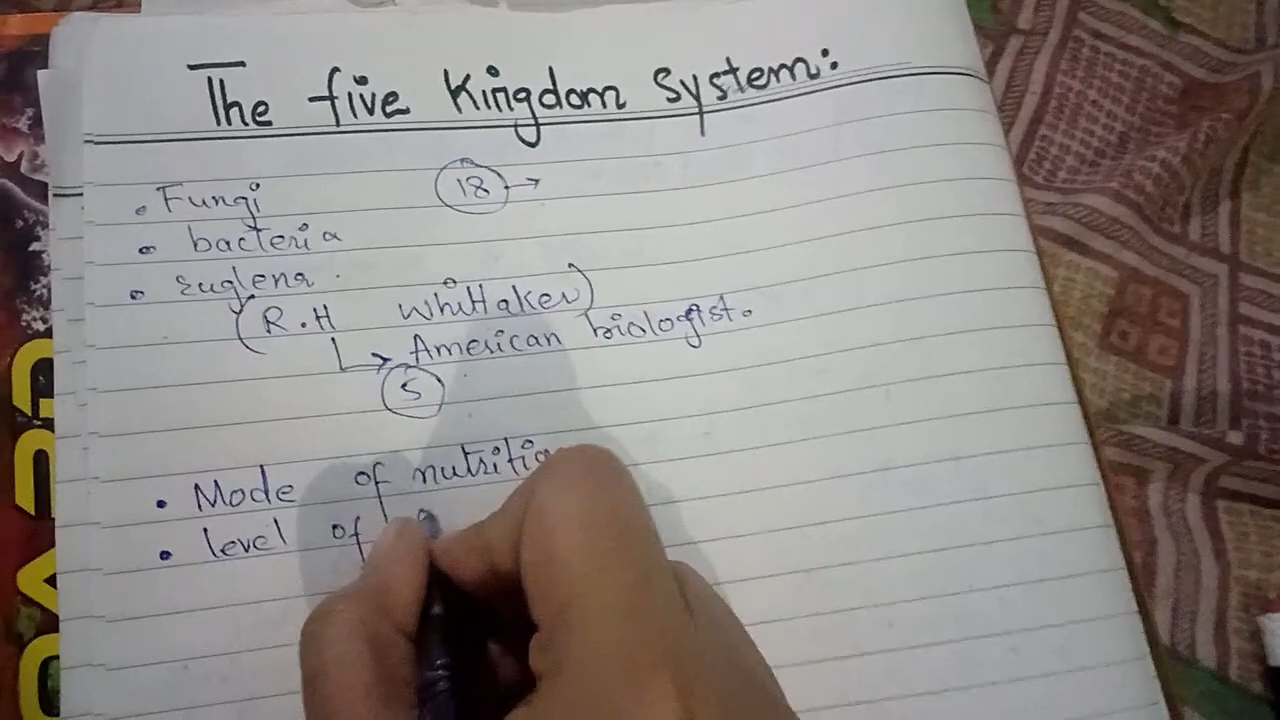 The five Kingdom System:
• Fungi
18 →
• bacteria
• Euglena.
(R.H Whittaker)
↳ American biologist.
5
• Mode of nutritio
• level of